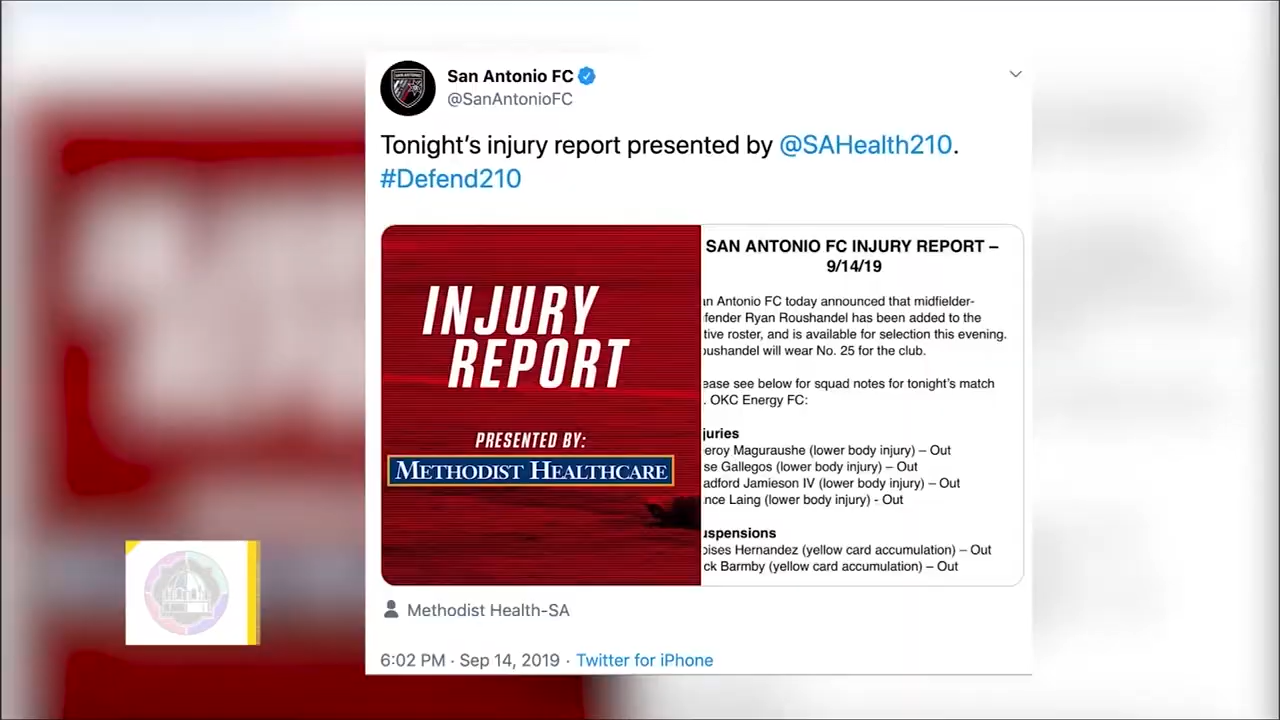 San Antonio FC
@SanAntonioFC
Tonight's injury report presented by @SAHealth210.
#Defend210
INJURY
REPORT
PRESENTED BY:
METHODIST HEALTHCARE
SAN ANTONIO FC INJURY REPORT –
9/14/19
an Antonio FC today announced that midfielder-
fender Ryan Roushandel has been added to the
tive roster, and is available for selection this evening.
oushandel will wear No. 25 for the club.
ease see below for squad notes for tonight's match
. OKC Energy FC:
juries
eroy Maguraushe (lower body injury) – Out
se Gallegos (lower body injury) – Out
adford Jamieson IV (lower body injury) – Out
nce Laing (lower body injury) - Out
uspensions
oises Hernandez (yellow card accumulation) – Out
ck Barmby (yellow card accumulation) – Out
Methodist Health-SA
6:02 PM · Sep 14, 2019 · Twitter for iPhone